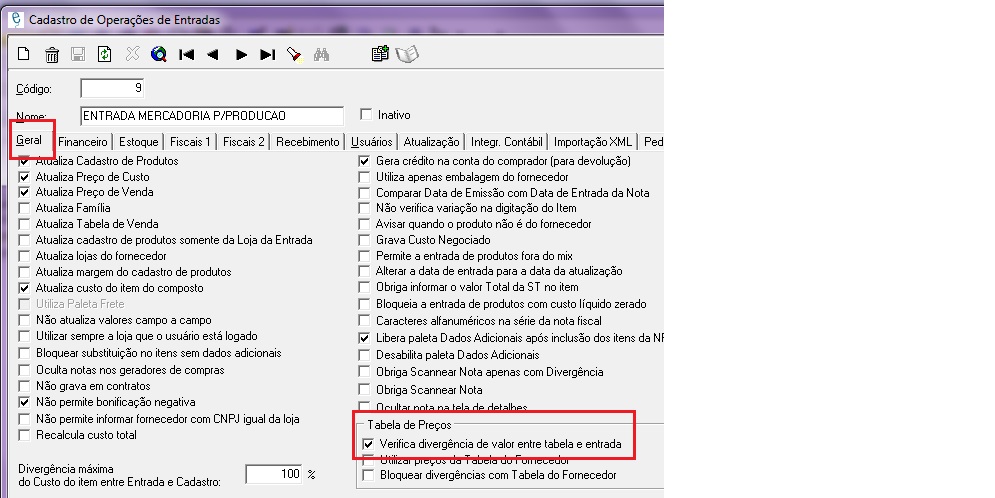 Cadastro de Operações de Entradas
Código: 9
Nome: ENTRADA MERCADORIA P/PRODUCAO Inativo
Geral Financeiro Estoque Fiscais 1 Fiscais 2 Recebimento Usuários Atualização Integr. Contábil Importação XML Ped
Atualiza Cadastro de Produtos
Atualiza Preço de Custo
Atualiza Preço de Venda
Atualiza Família
Atualiza Tabela de Venda
Atualiza cadastro de produtos somente da Loja da Entrada
Atualiza lojas do fornecedor
Atualiza margem do cadastro de produtos
Atualiza custo do item do composto
Utiliza Paleta Frete
Não atualiza valores campo a campo
Utilizar sempre a loja que o usuário está logado
Bloquear substituição no itens sem dados adicionais
Oculta notas nos geradores de compras
Não grava em contratos
Não permite bonificação negativa
Não permite informar fornecedor com CNPJ igual da loja
Recalcula custo total
Divergência máxima
do Custo do item entre Entrada e Cadastro: 100 %
Gera crédito na conta do comprador (para devolução)
Utiliza apenas embalagem do fornecedor
Comparar Data de Emissão com Data de Entrada da Nota
Não verifica variação na digitação do Item
Avisar quando o produto não é do fornecedor
Grava Custo Negociado
Permite a entrada de produtos fora do mix
Alterar a data de entrada para a data da atualização
Obriga informar o valor Total da ST no item
Bloqueia a entrada de produtos com custo líquido zerado
Caracteres alfanuméricos na série da nota fiscal
Libera paleta Dados Adicionais após inclusão dos itens da NF
Desabilita paleta Dados Adicionais
Obriga Scannear Nota apenas com Divergência
Obriga Scannear Nota
Ocultar nota na tela de detalhes
Tabela de Preços
Verifica divergência de valor entre tabela e entrada
Utilizar preços da Tabela do Fornecedor
Bloquear divergências com Tabela do Fornecedor